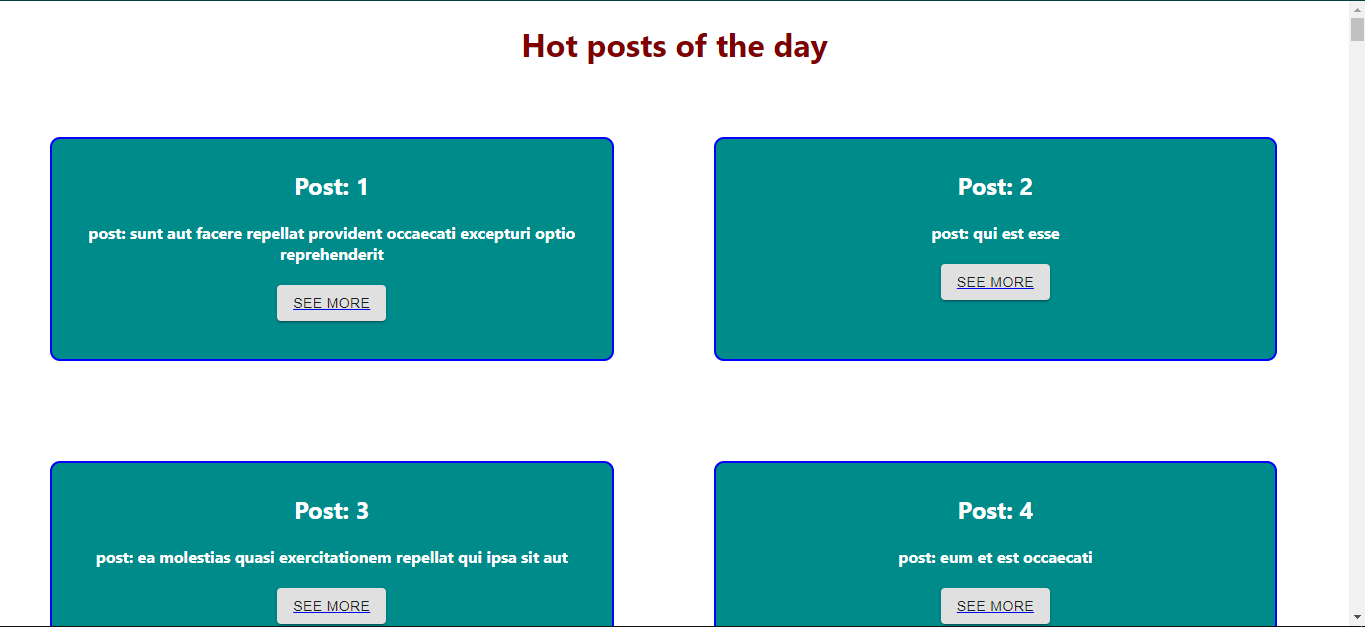 Hot posts of the day
Post: 1
post: sunt aut facere repellat provident occaecati excepturi optio
reprehenderit
SEE MORE
Post: 2
post: qui est esse
SEE MORE
Post: 3
post: ea molestias quasi exercitationem repellat qui ipsa sit aut
SEE MORE
Post: 4
post: eum et est occaecati
SEE MORE